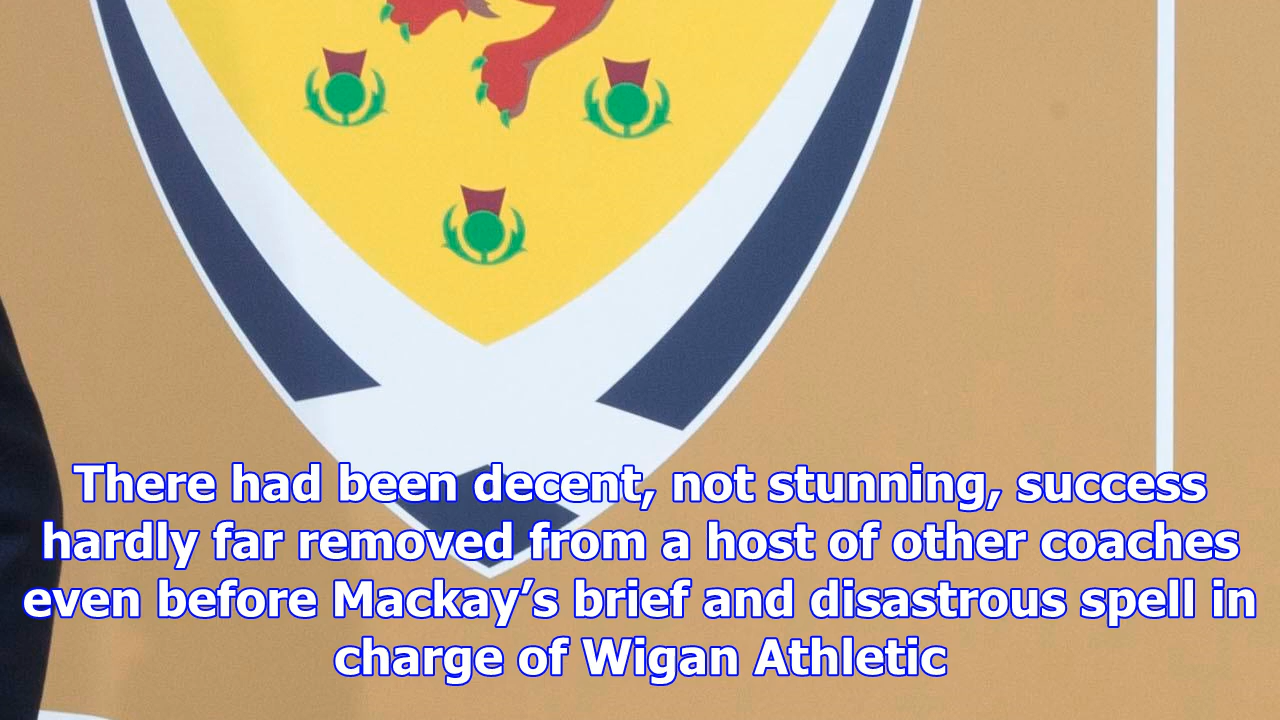 There had been decent, not stunning, success
hardly far removed from a host of other coaches
even before Mackay’s brief and disastrous spell in
charge of Wigan Athletic